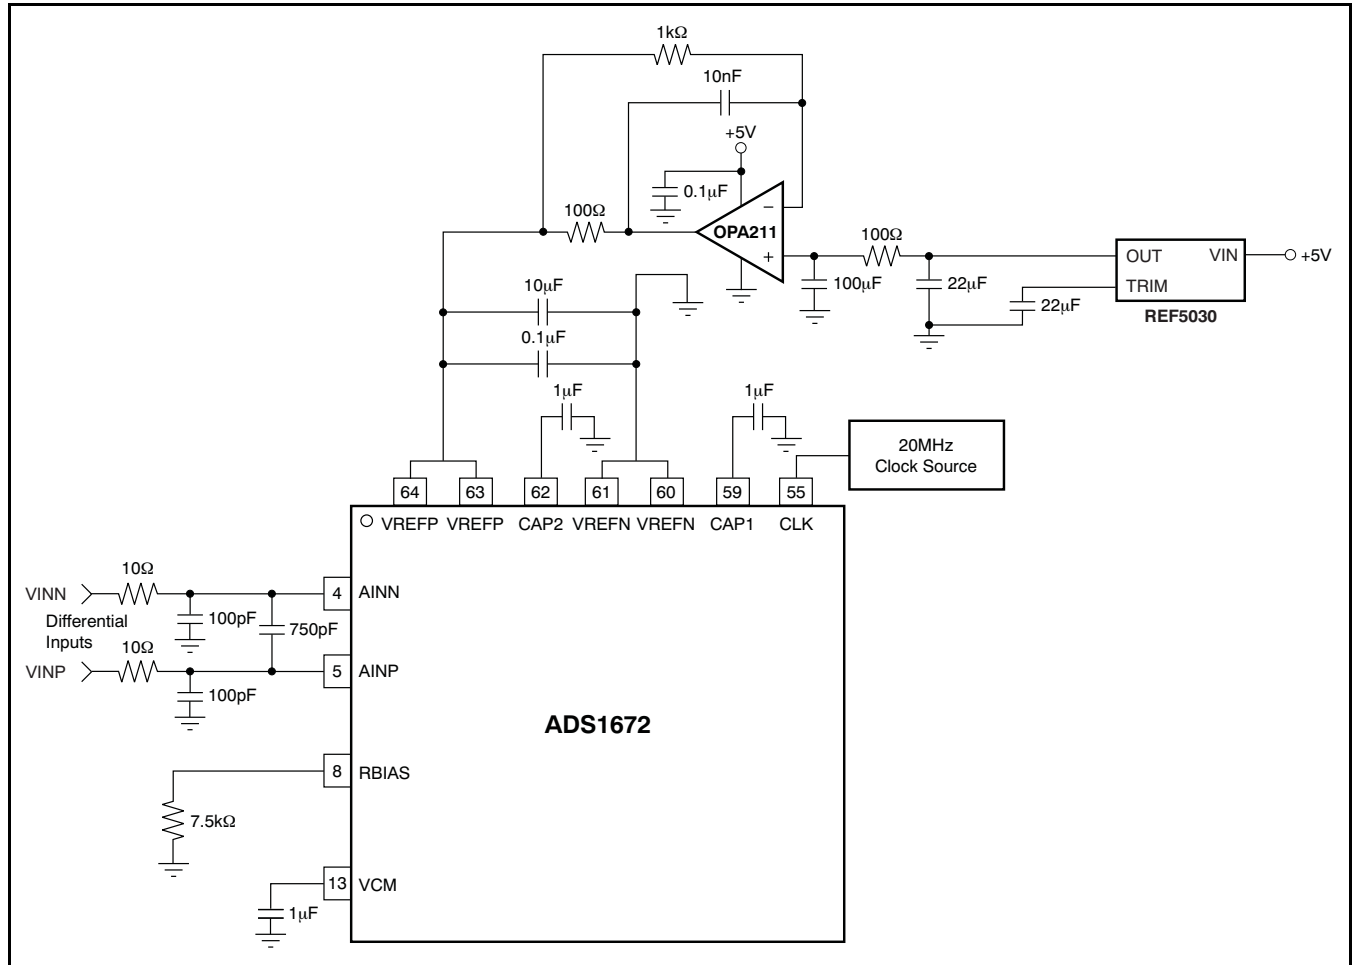 1kΩ
10nF
+5V
0.1μF
100Ω
−
OPA211
+
100Ω
100μF
22μF
22μF
OUT VIN
TRIM
+5V
REF5030
10μF
0.1μF
1μF
1μF
20MHz
Clock Source
64 63 62 61 60 59 55
VREFP VREFP CAP2 VREFN VREFN CAP1 CLK
10Ω
VINN
4 AINN
100pF
750pF
Differential
Inputs
10Ω
VINP
5 AINP
100pF
ADS1672
8 RBIAS
7.5kΩ
13 VCM
1μF